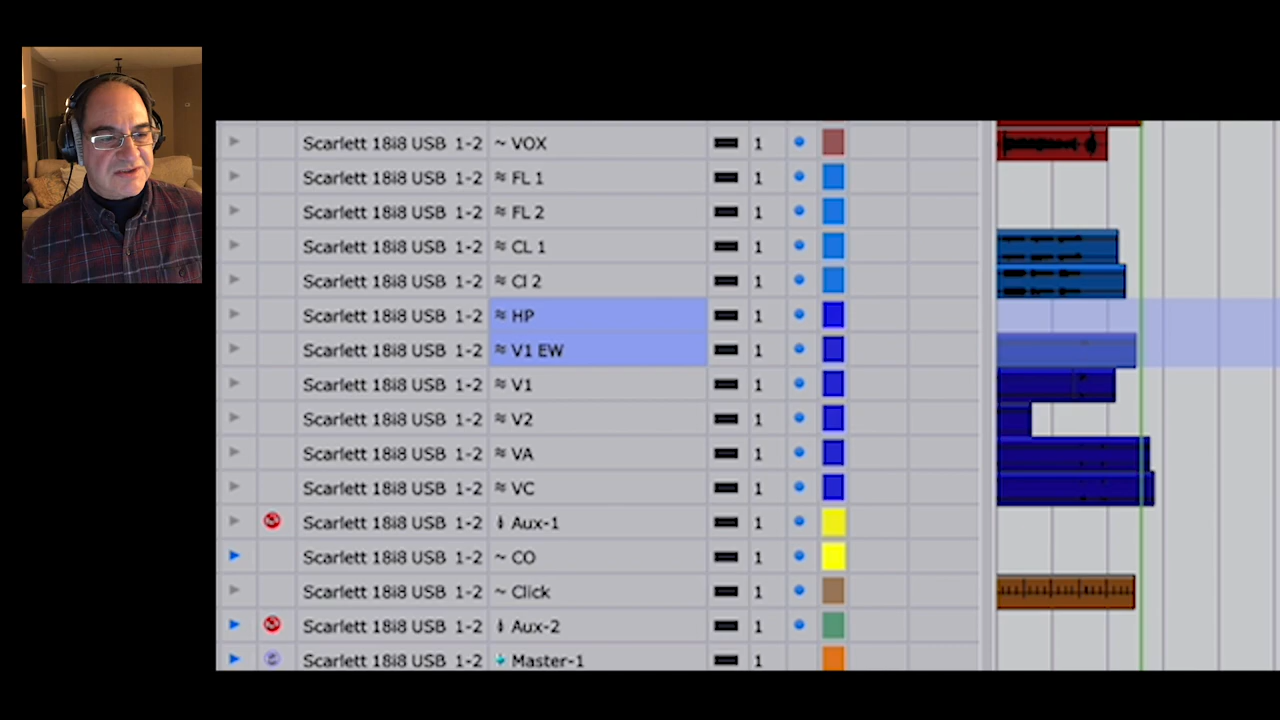 Scarlett 18i8 USB 1-2 ~ VOX 1
Scarlett 18i8 USB 1-2 ≈ FL 1 1
Scarlett 18i8 USB 1-2 ≈ FL 2 1
Scarlett 18i8 USB 1-2 ≈ CL 1 1
Scarlett 18i8 USB 1-2 ≈ Cl 2 1
Scarlett 18i8 USB 1-2 ≈ HP 1
Scarlett 18i8 USB 1-2 ≈ V1 EW 1
Scarlett 18i8 USB 1-2 ≈ V1 1
Scarlett 18i8 USB 1-2 ≈ V2 1
Scarlett 18i8 USB 1-2 ≈ VA 1
Scarlett 18i8 USB 1-2 ≈ VC 1
Scarlett 18i8 USB 1-2 Aux-1 1
Scarlett 18i8 USB 1-2 ~ CO 1
Scarlett 18i8 USB 1-2 ~ Click 1
Scarlett 18i8 USB 1-2 Aux-2 1
Scarlett 18i8 USB 1-2 Master-1 1